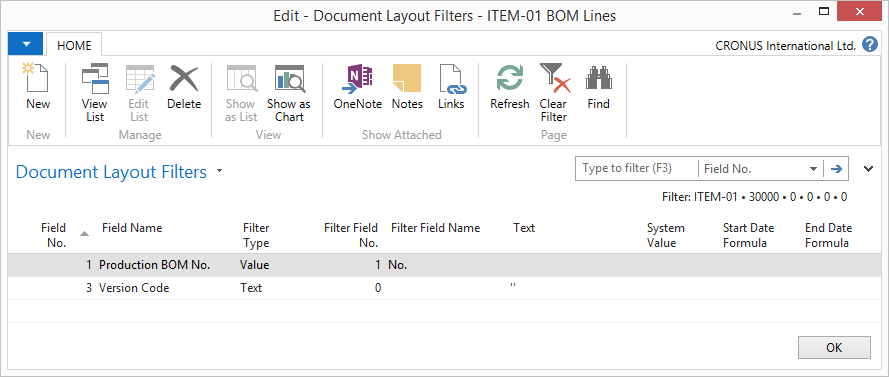 Edit - Document Layout Filters - ITEM-01 BOM Lines
HOME
CRONUS International Ltd.
New
View List
Edit List
Delete
Show as List
Show as Chart
OneNote
Notes
Links
Refresh
Clear Filter
Find
New
Manage
View
Show Attached
Page
Document Layout Filters
Type to filter (F3)
Field No.
Filter: ITEM-01 • 30000 • 0 • 0 • 0 • 0
Field No. Field Name Filter Type Filter Field No. Filter Field Name Text System Value Start Date Formula End Date Formula
1 Production BOM No. Value 1 No.
3 Version Code Text 0 ''
OK